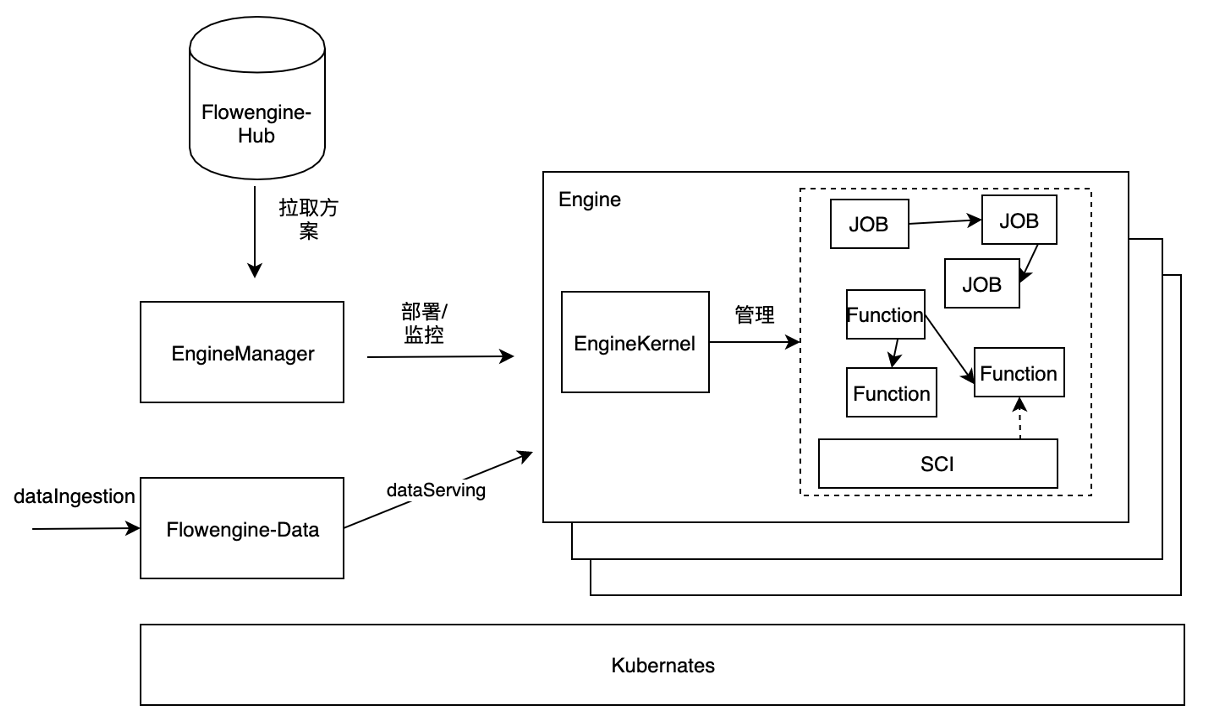 Flowengine-
Hub
拉取方
案
EngineManager
部署/
监控
dataIngestion
Flowengine-Data
dataServing
Engine
EngineKernel
管理
JOB
JOB
JOB
Function
Function
Function
SCI
Kubernates